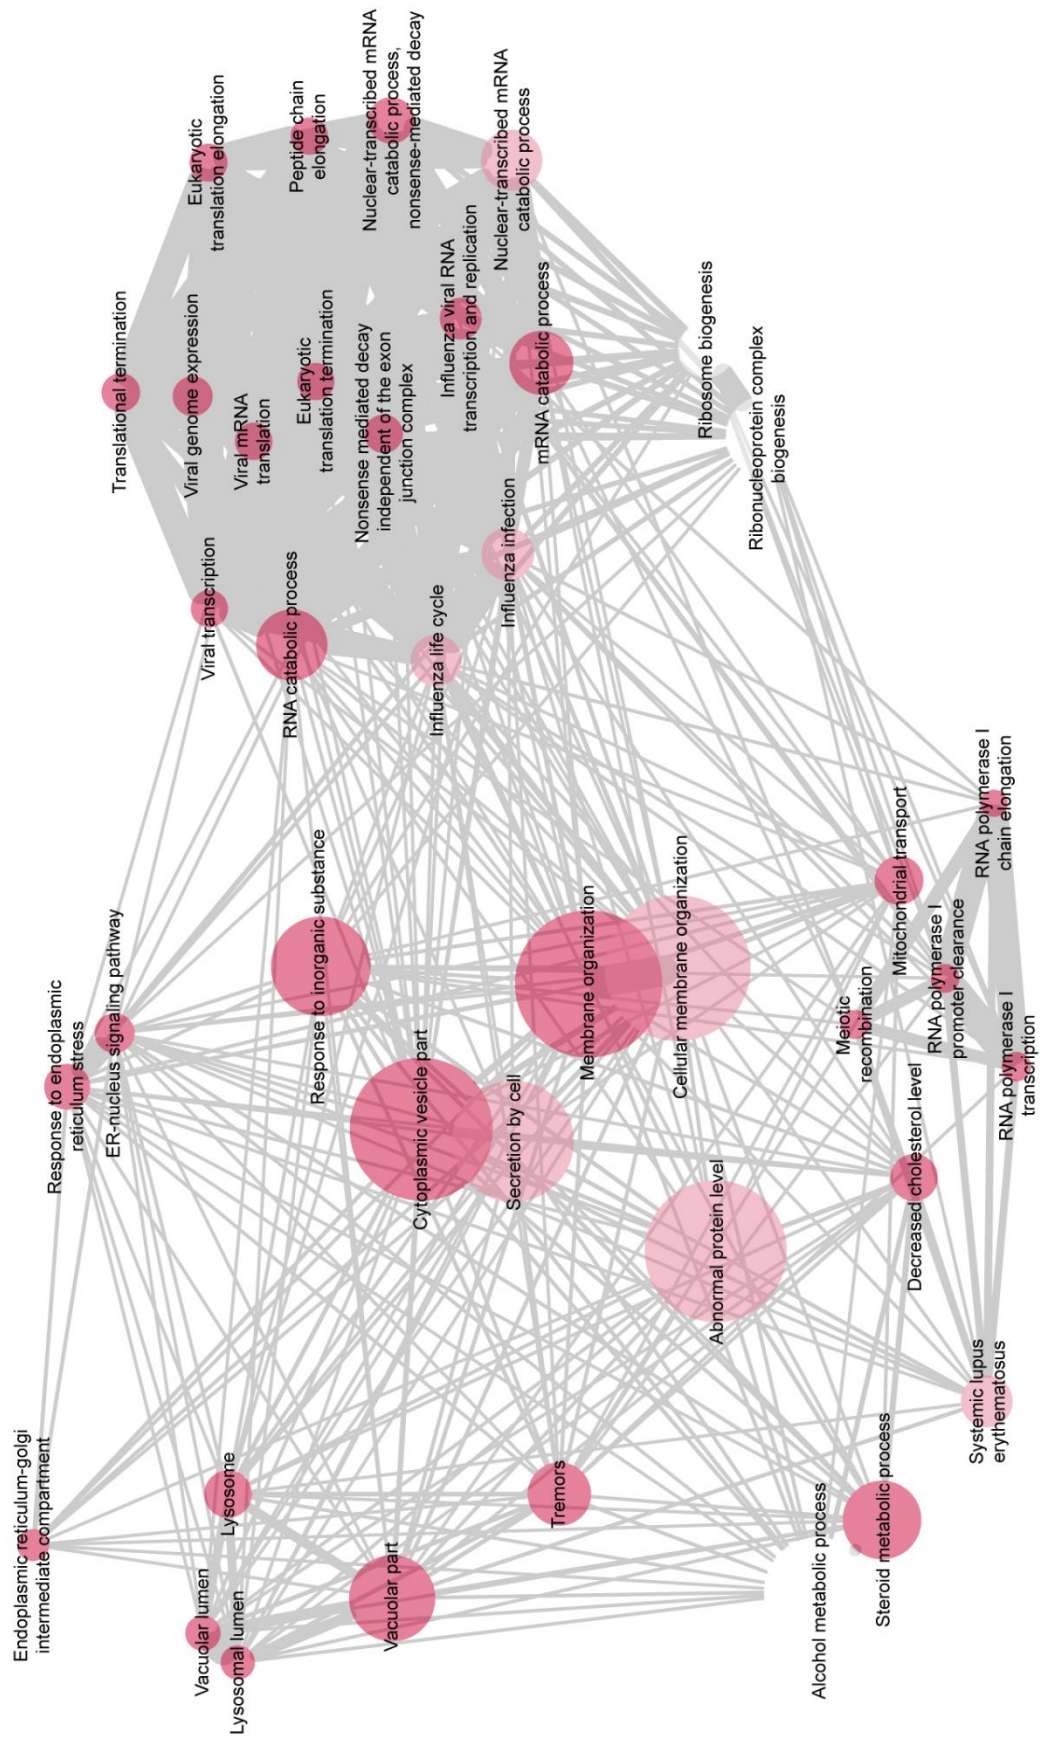 Endoplasmic reticulum-golgi
intermediate compartment
Response to endoplasmic
reticulum stress
ER-nucleus signaling pathway
Translational termination
Eukaryotic
translation elongation
Viral genome expression
Viral transcription
Vacuolar lumen
Lysosomal lumen
Lysosome
Viral mRNA
translation
Peptide chain
elongation
Eukaryotic
translation termination
RNA catabolic process
Response to inorganic substance
Nuclear-transcribed mRNA
catabolic process,
nonsense-mediated decay
Nonsense mediated decay
independent of the exon
junction complex
Vacuolar part
Cytoplasmic vesicle part
Influenza life cycle
Influenza viral RNA
transcription and replication
Nuclear-transcribed mRNA
catabolic process
Influenza infection
Secretion by cell
mRNA catabolic process
Tremors
Membrane organization
Cellular membrane organization
Ribosome biogenesis
Ribonucleoprotein complex
biogenesis
Abnormal protein level
Alcohol metabolic process
Steroid metabolic process
Meiotic
recombination
Mitochondrial transport
Decreased cholesterol level
RNA polymerase I
promoter clearance
RNA polymerase I
chain elongation
Systemic lupus
erythematosus
RNA polymerase I
transcription